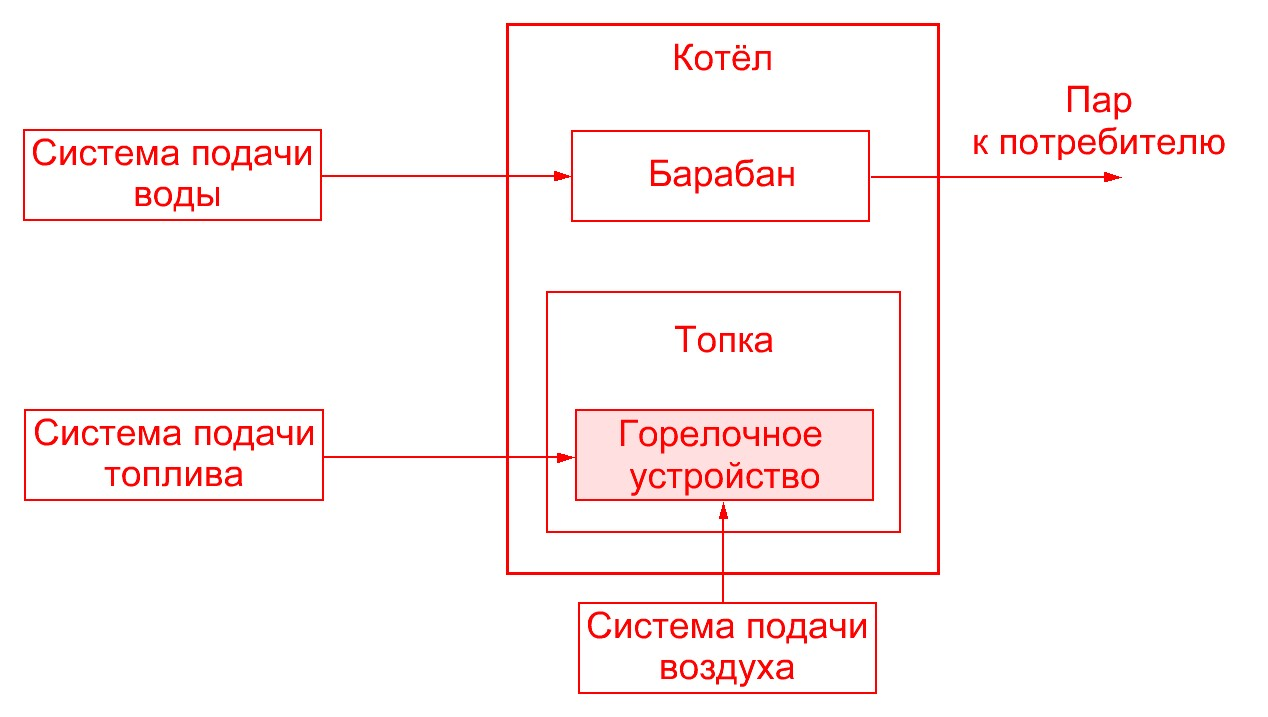 Котёл
Пар
к потребителю
Система подачи
воды
Барабан
Топка
Система подачи
топлива
Горелочное
устройство
Система подачи
воздуха